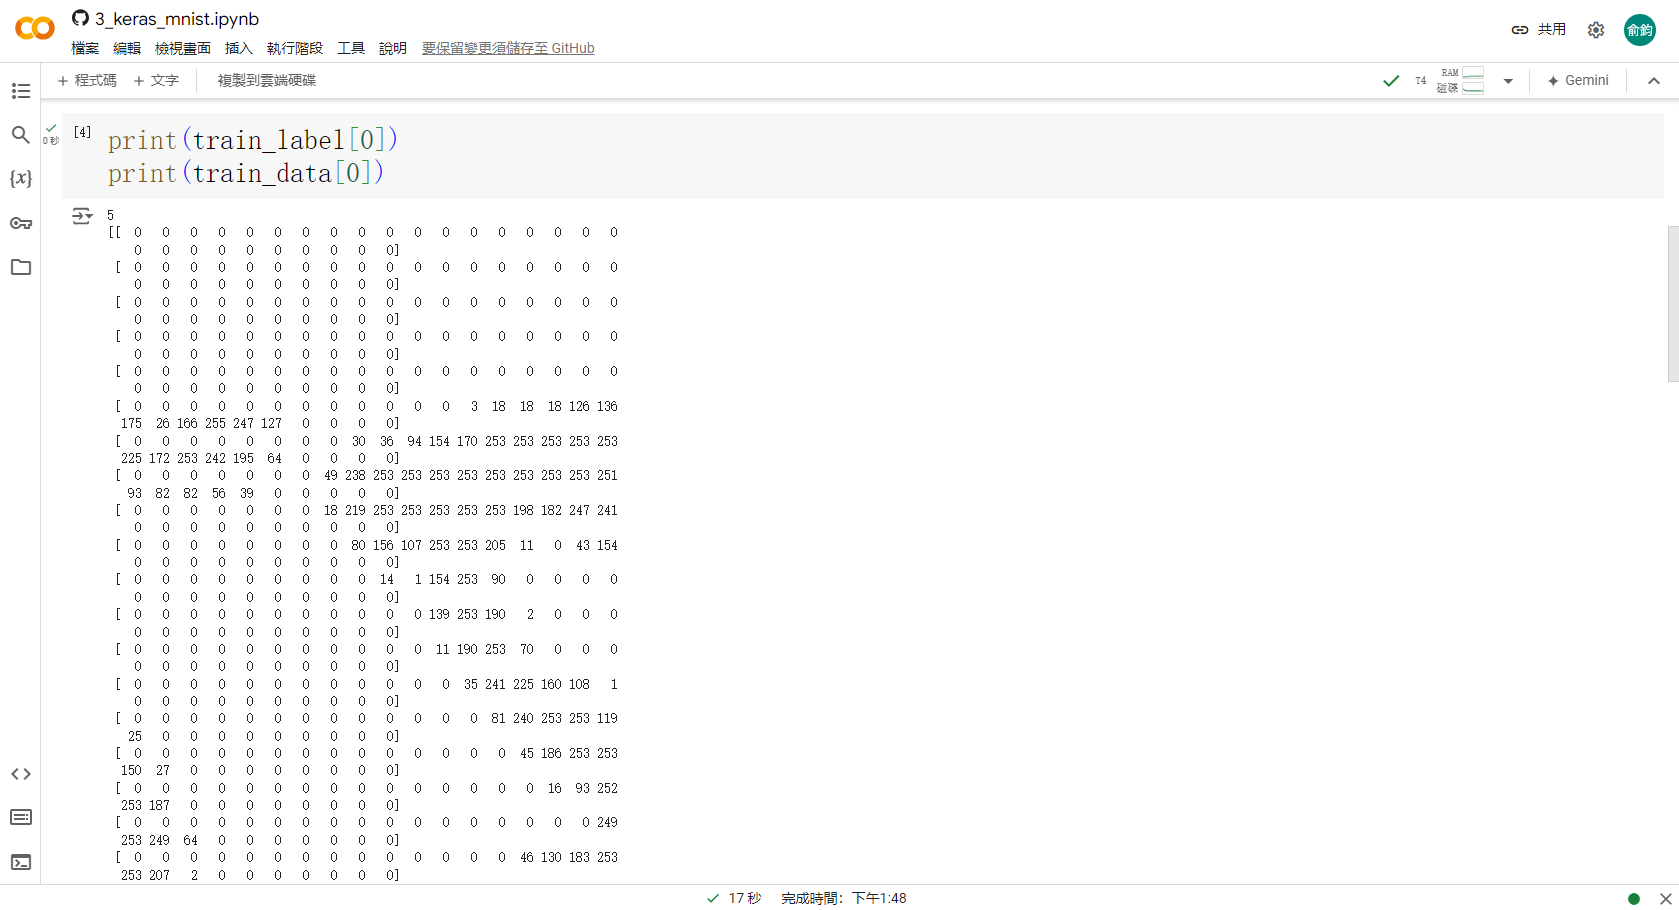 3_keras_mnist.ipynb
檔案 編輯 檢視畫面 插入 執行階段 工具 說明 要保留變更須儲存至 GitHub
共用
俞鈞
+ 程式碼 + 文字 複製到雲端硬碟
T4 RAM 磁碟 Gemini
0 秒
[4] print(train_label[0])
print(train_data[0])
5
[[  0   0   0   0   0   0   0   0   0   0   0   0   0   0   0   0   0   0
    0   0   0   0   0   0   0   0   0   0]
 [  0   0   0   0   0   0   0   0   0   0   0   0   0   0   0   0   0   0
    0   0   0   0   0   0   0   0   0   0]
 [  0   0   0   0   0   0   0   0   0   0   0   0   0   0   0   0   0   0
    0   0   0   0   0   0   0   0   0   0]
 [  0   0   0   0   0   0   0   0   0   0   0   0   0   0   0   0   0   0
    0   0   0   0   0   0   0   0   0   0]
 [  0   0   0   0   0   0   0   0   0   0   0   0   0   0   0   0   0   0
    0   0   0   0   0   0   0   0   0   0]
 [  0   0   0   0   0   0   0   0   0   0   0   0   3  18  18  18 126 136
  175  26 166 255 247 127   0   0   0   0]
 [  0   0   0   0   0   0   0   0  30  36  94 154 170 253 253 253 253 253
  225 172 253 242 195  64   0   0   0   0]
 [  0   0   0   0   0   0   0  49 238 253 253 253 253 253 253 253 253 251
   93  82  82  56  39   0   0   0   0   0]
 [  0   0   0   0   0   0   0  18 219 253 253 253 253 253 198 182 247 241
    0   0   0   0   0   0   0   0   0   0]
 [  0   0   0   0   0   0   0   0  80 156 107 253 253 205  11   0  43 154
    0   0   0   0   0   0   0   0   0   0]
 [  0   0   0   0   0   0   0   0   0  14   1 154 253  90   0   0   0   0
    0   0   0   0   0   0   0   0   0   0]
 [  0   0   0   0   0   0   0   0   0   0   0 139 253 190   2   0   0   0
    0   0   0   0   0   0   0   0   0   0]
 [  0   0   0   0   0   0   0   0   0   0   0  11 190 253  70   0   0   0
    0   0   0   0   0   0   0   0   0   0]
 [  0   0   0   0   0   0   0   0   0   0   0   0  35 241 225 160 108   1
    0   0   0   0   0   0   0   0   0   0]
 [  0   0   0   0   0   0   0   0   0   0   0   0   0  81 240 253 253 119
   25   0   0   0   0   0   0   0   0   0]
 [  0   0   0   0   0   0   0   0   0   0   0   0   0   0  45 186 253 253
  150  27   0   0   0   0   0   0   0   0]
 [  0   0   0   0   0   0   0   0   0   0   0   0   0   0   0  16  93 252
  253 187   0   0   0   0   0   0   0   0]
 [  0   0   0   0   0   0   0   0   0   0   0   0   0   0   0   0   0 249
  253 249  64   0   0   0   0   0   0   0]
 [  0   0   0   0   0   0   0   0   0   0   0   0   0   0  46 130 183 253
  253 207   2   0   0   0   0   0   0   0]
17 秒 完成時間：下午1:48